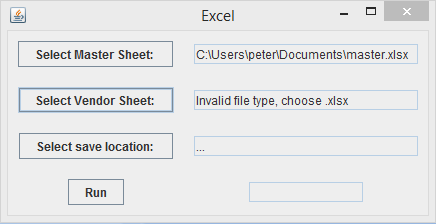 Excel
Select Master Sheet: C:\Users\peter\Documents\master.xlsx
Select Vendor Sheet: Invalid file type, choose .xlsx
Select save location: ...
Run